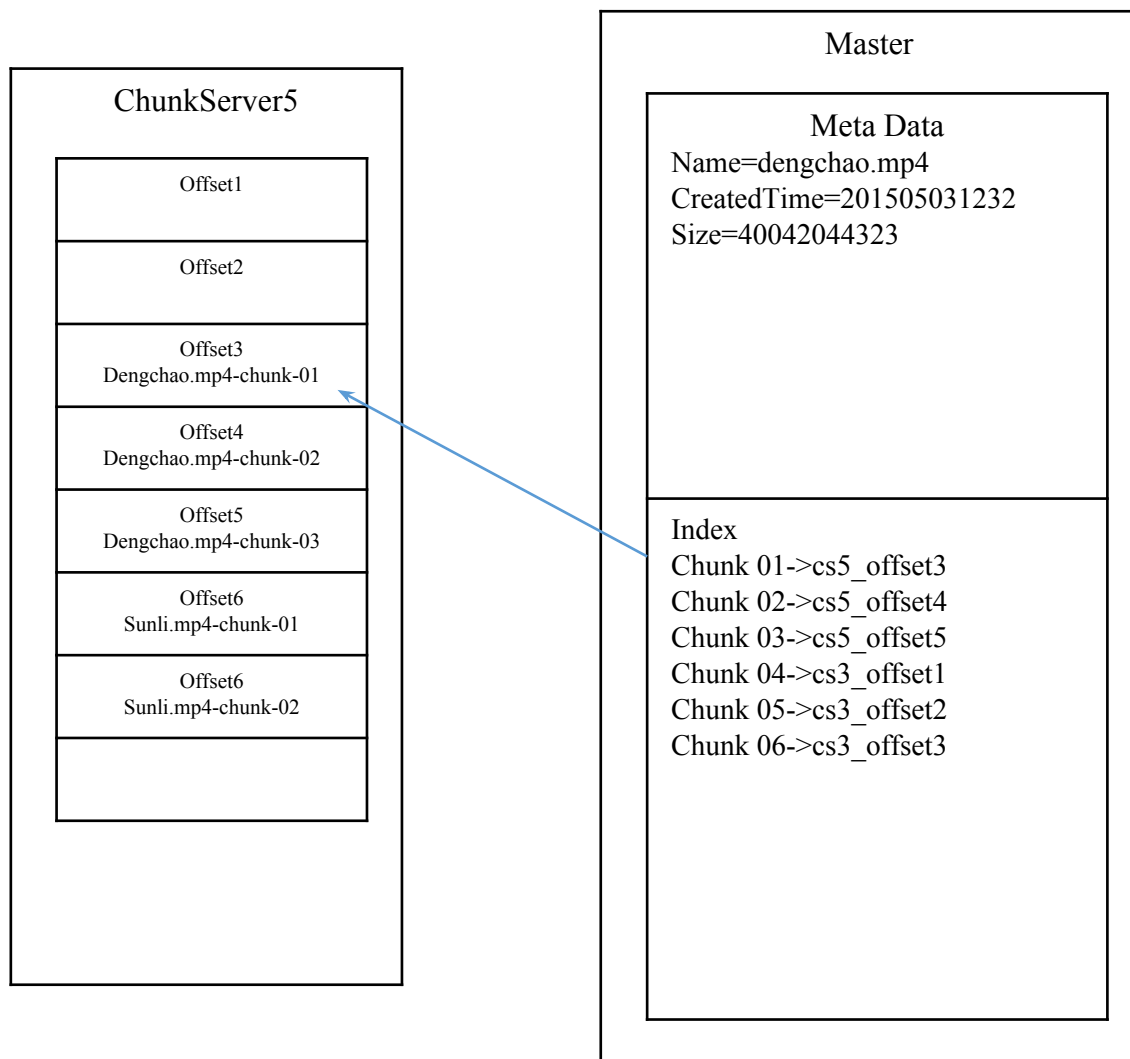 ChunkServer5
Offset1
Offset2
Offset3
Dengchao.mp4-chunk-01
Offset4
Dengchao.mp4-chunk-02
Offset5
Dengchao.mp4-chunk-03
Offset6
Sunli.mp4-chunk-01
Offset6
Sunli.mp4-chunk-02
Master
Meta Data
Name=dengchao.mp4
CreatedTime=201505031232
Size=40042044323
Index
Chunk 01->cs5_offset3
Chunk 02->cs5_offset4
Chunk 03->cs5_offset5
Chunk 04->cs3_offset1
Chunk 05->cs3_offset2
Chunk 06->cs3_offset3